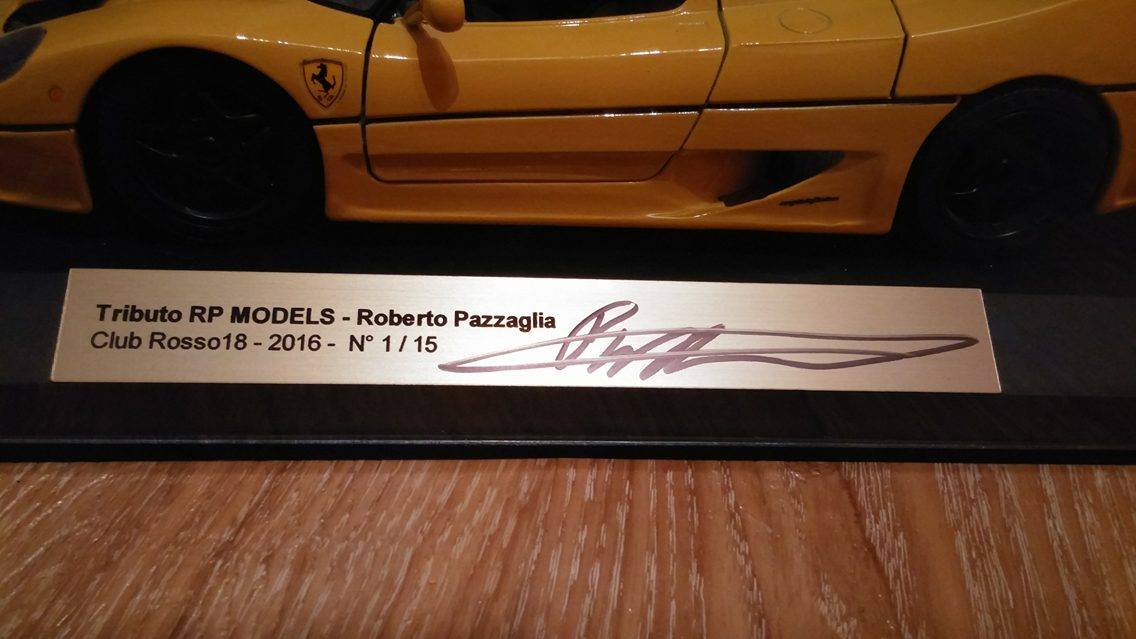 Tributo RP MODELS - Roberto Pazzaglia
Club Rosso18 - 2016 - N° 1 / 15